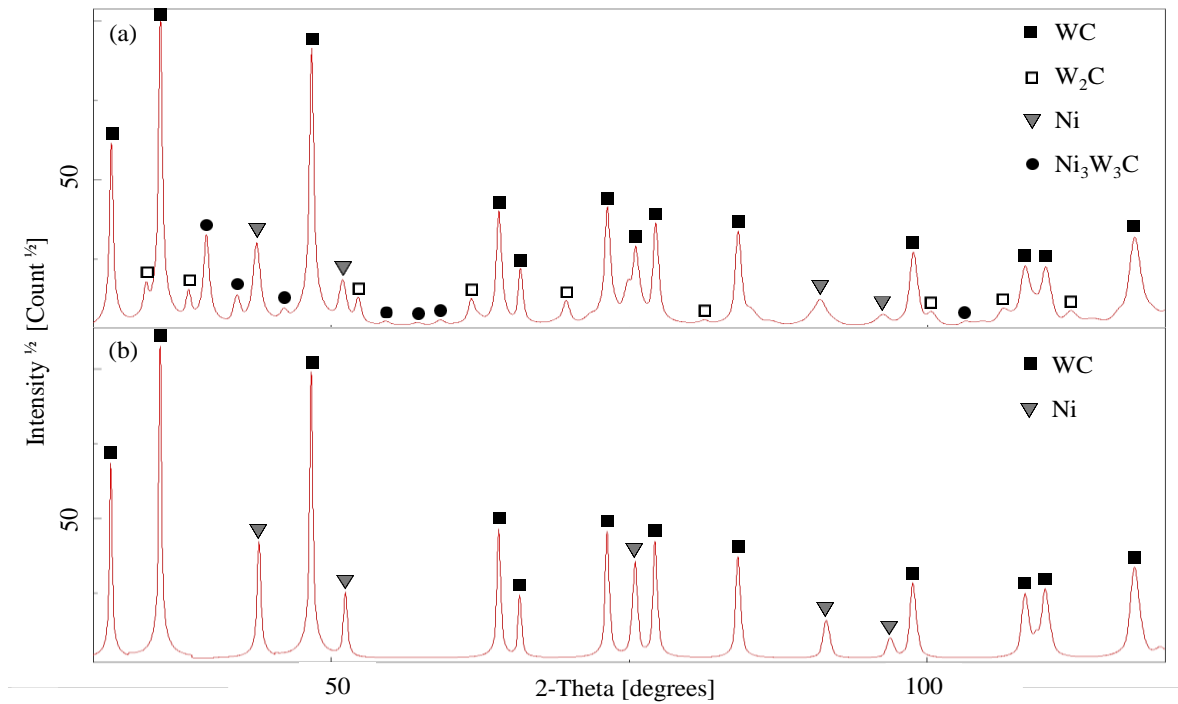 (a)
WC
W₂C
Ni
Ni₃W₃C
50
Intensity ½ [Count ½]
(b)
WC
Ni
50
50
2-Theta [degrees]
100